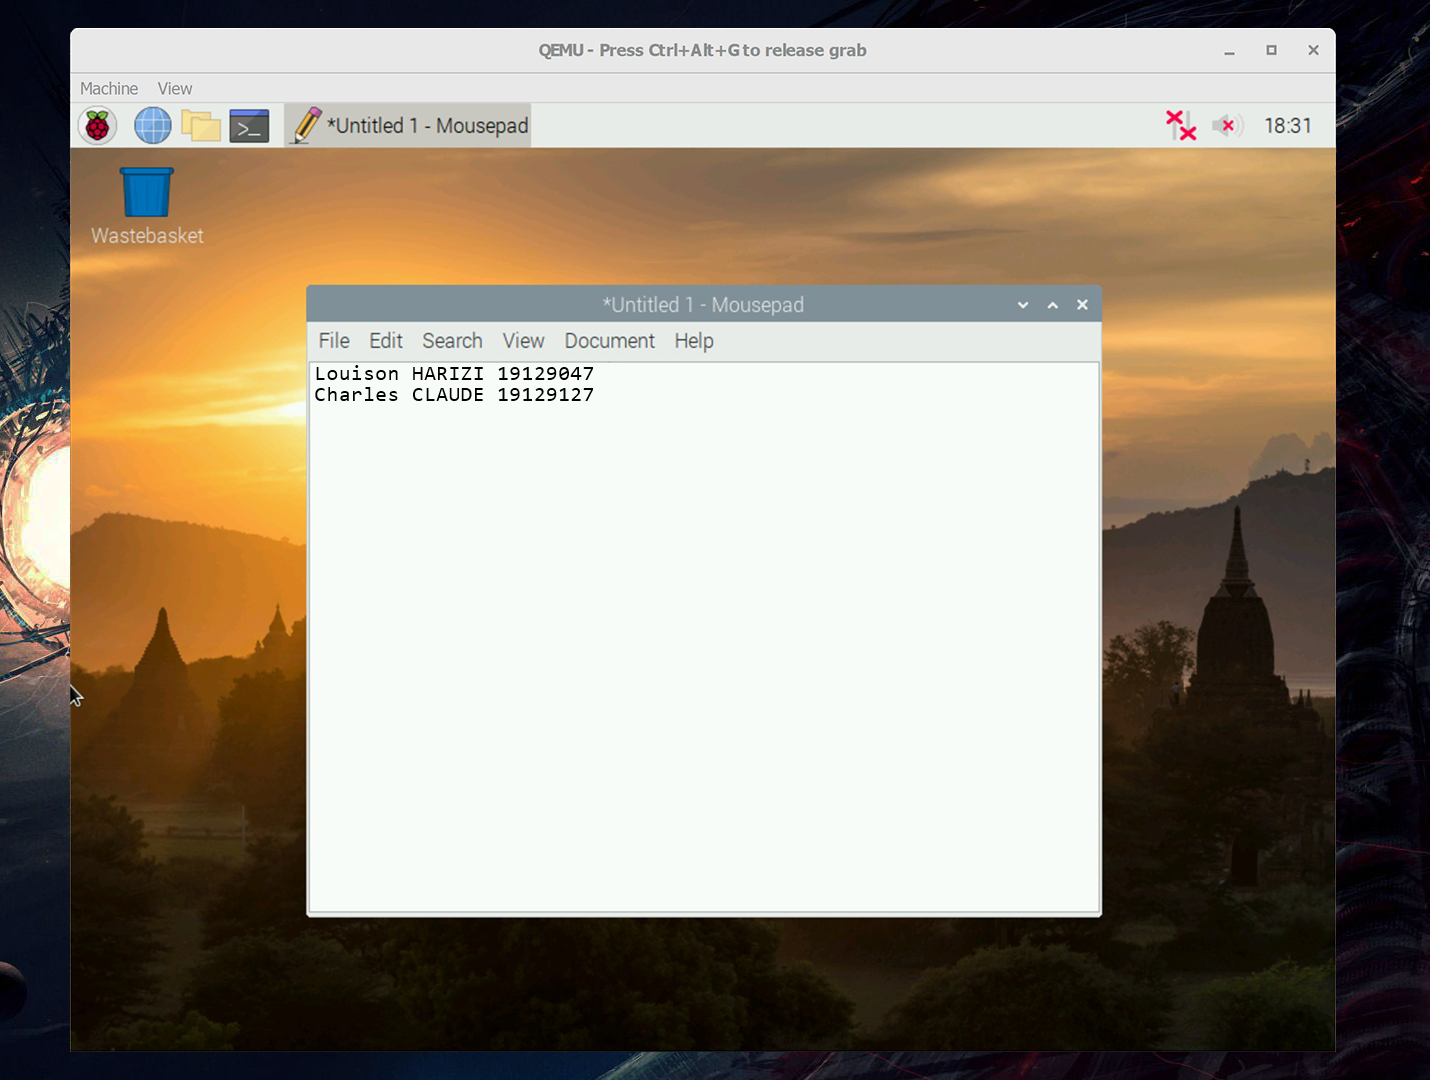 QEMU - Press Ctrl+Alt+G to release grab
Machine View
>_ *Untitled 1 - Mousepad 18:31
Wastebasket
*Untitled 1 - Mousepad
File Edit Search View Document Help
Louison HARIZI 19129047
Charles CLAUDE 19129127